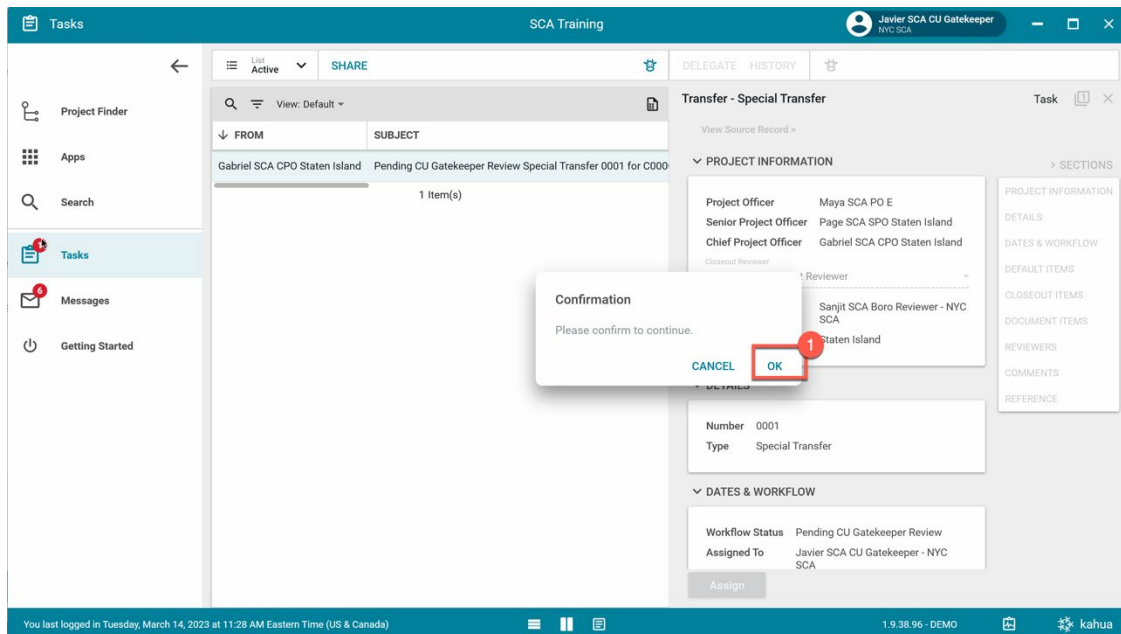 Tasks
SCA Training
Javier SCA CU Gatekeeper
NYC SCA
List
Active
SHARE
DELEGATE HISTORY
Project Finder
Apps
Search
1
Tasks
6
Messages
Getting Started
View: Default
FROM
SUBJECT
Gabriel SCA CPO Staten Island Pending CU Gatekeeper Review Special Transfer 0001 for C000
1 Item(s)
Transfer - Special Transfer
Task
1
View Source Record >
PROJECT INFORMATION
Project Officer Maya SCA PO E
Senior Project Officer Page SCA SPO Staten Island
Chief Project Officer Gabriel SCA CPO Staten Island
Closeout Reviewer
Reviewer
Sanjit SCA Boro Reviewer - NYC
SCA
Staten Island
Confirmation
Please confirm to continue.
1
CANCEL OK
DETAILS
Number 0001
Type Special Transfer
DATES & WORKFLOW
Workflow Status Pending CU Gatekeeper Review
Assigned To Javier SCA CU Gatekeeper - NYC
SCA
Assign
> SECTIONS
PROJECT INFORMATION
DETAILS
DATES & WORKFLOW
DEFAULT ITEMS
CLOSEOUT ITEMS
DOCUMENT ITEMS
REVIEWERS
COMMENTS
REFERENCE
You last logged in Tuesday, March 14, 2023 at 11:28 AM Eastern Time (US & Canada)
1.9.38.96 - DEMO
kahua